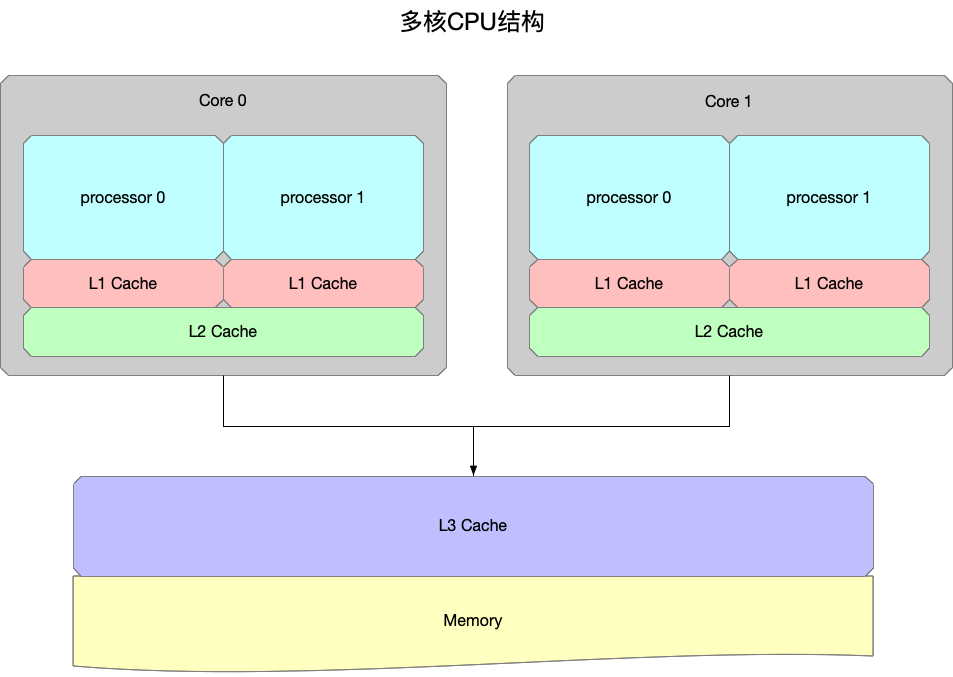 多核CPU结构
Core 0
Core 1
processor 0
processor 1
processor 0
processor 1
L1 Cache
L1 Cache
L1 Cache
L1 Cache
L2 Cache
L2 Cache
L3 Cache
Memory